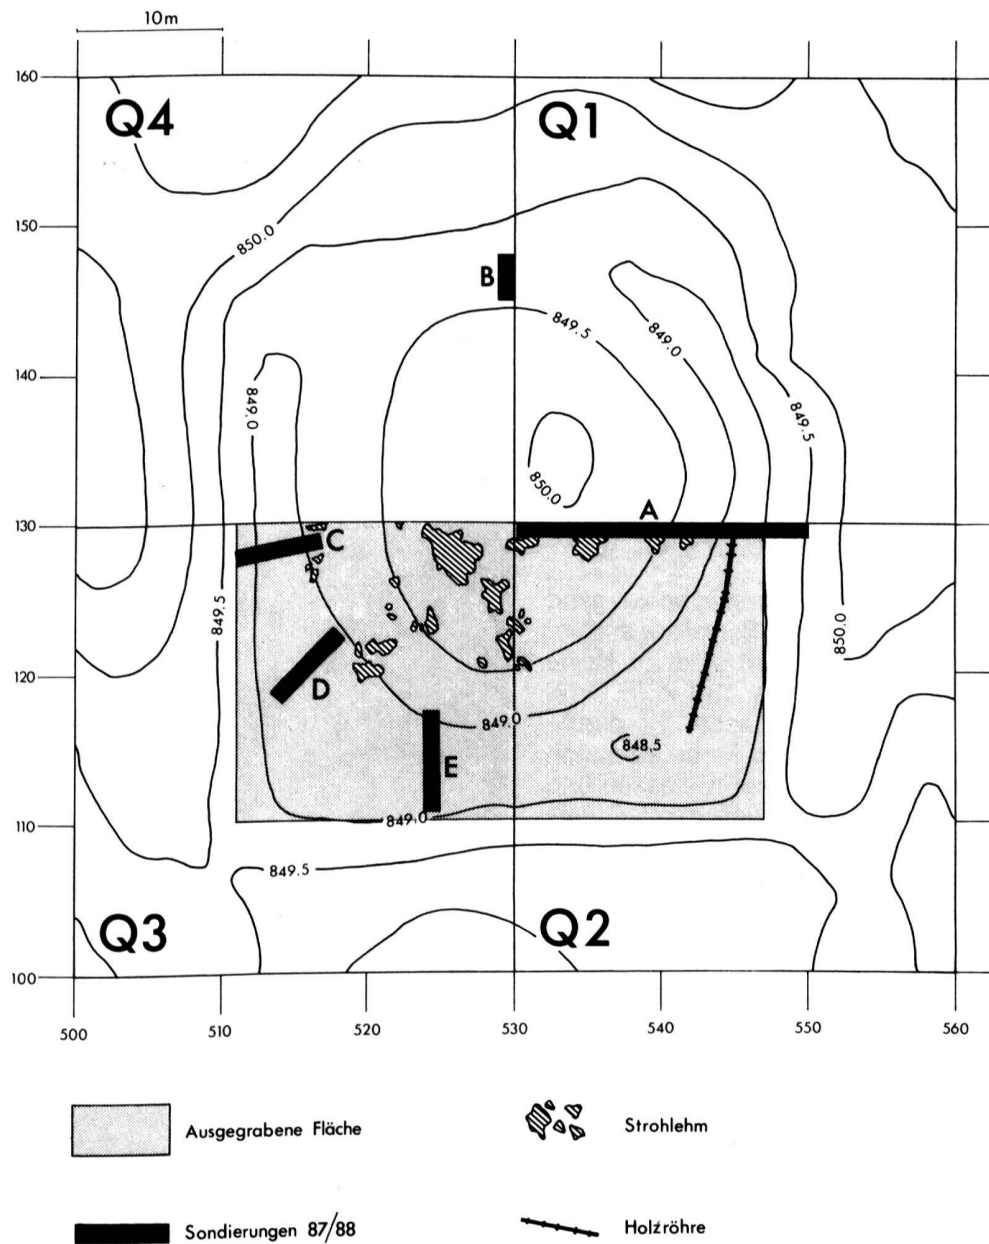 10m
160
Q4
Q1
150
850.0
B
849.5
849.0
140
849.0
849.5
850.0
130
A
C
849.5
850.0
120
D
849.0
848,5
E
110
849.0
849.5
Q3
Q2
100
500
510
520
530
540
550
560
Ausgegrabene Fläche
Strohlehm
Sondierungen 87/88
Holzröhre